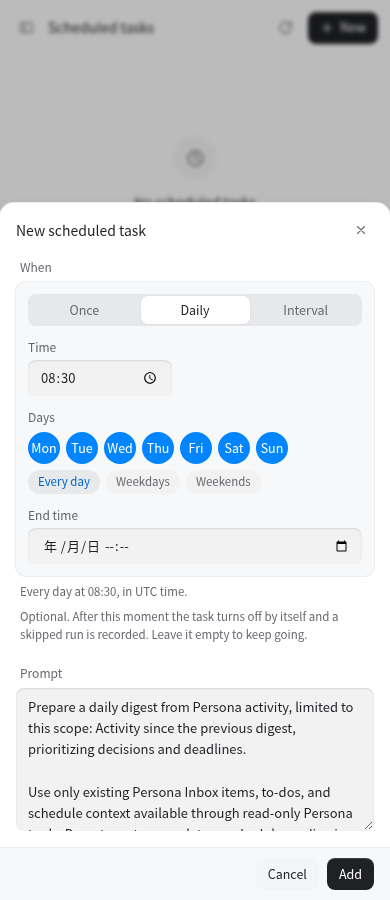 Scheduled tasks
New
New scheduled task
When
Once Daily Interval
Time
08:30
Days
Mon Tue Wed Thu Fri Sat Sun
Every day Weekdays Weekends
End time
年 /月/日 --:--
Every day at 08:30, in UTC time.
Optional. After this moment the task turns off by itself and a
skipped run is recorded. Leave it empty to keep going.
Prompt
Prepare a daily digest from Persona activity, limited to
this scope: Activity since the previous digest,
prioritizing decisions and deadlines.
Use only existing Persona Inbox items, to-dos, and
schedule context available through read-only Persona
Cancel Add